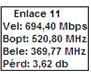 Enlace 11
Vel: 694,40 Mbps
Bopt: 520,80 MHz
Bele: 369,77 MHz
Pérd: 3,62 db